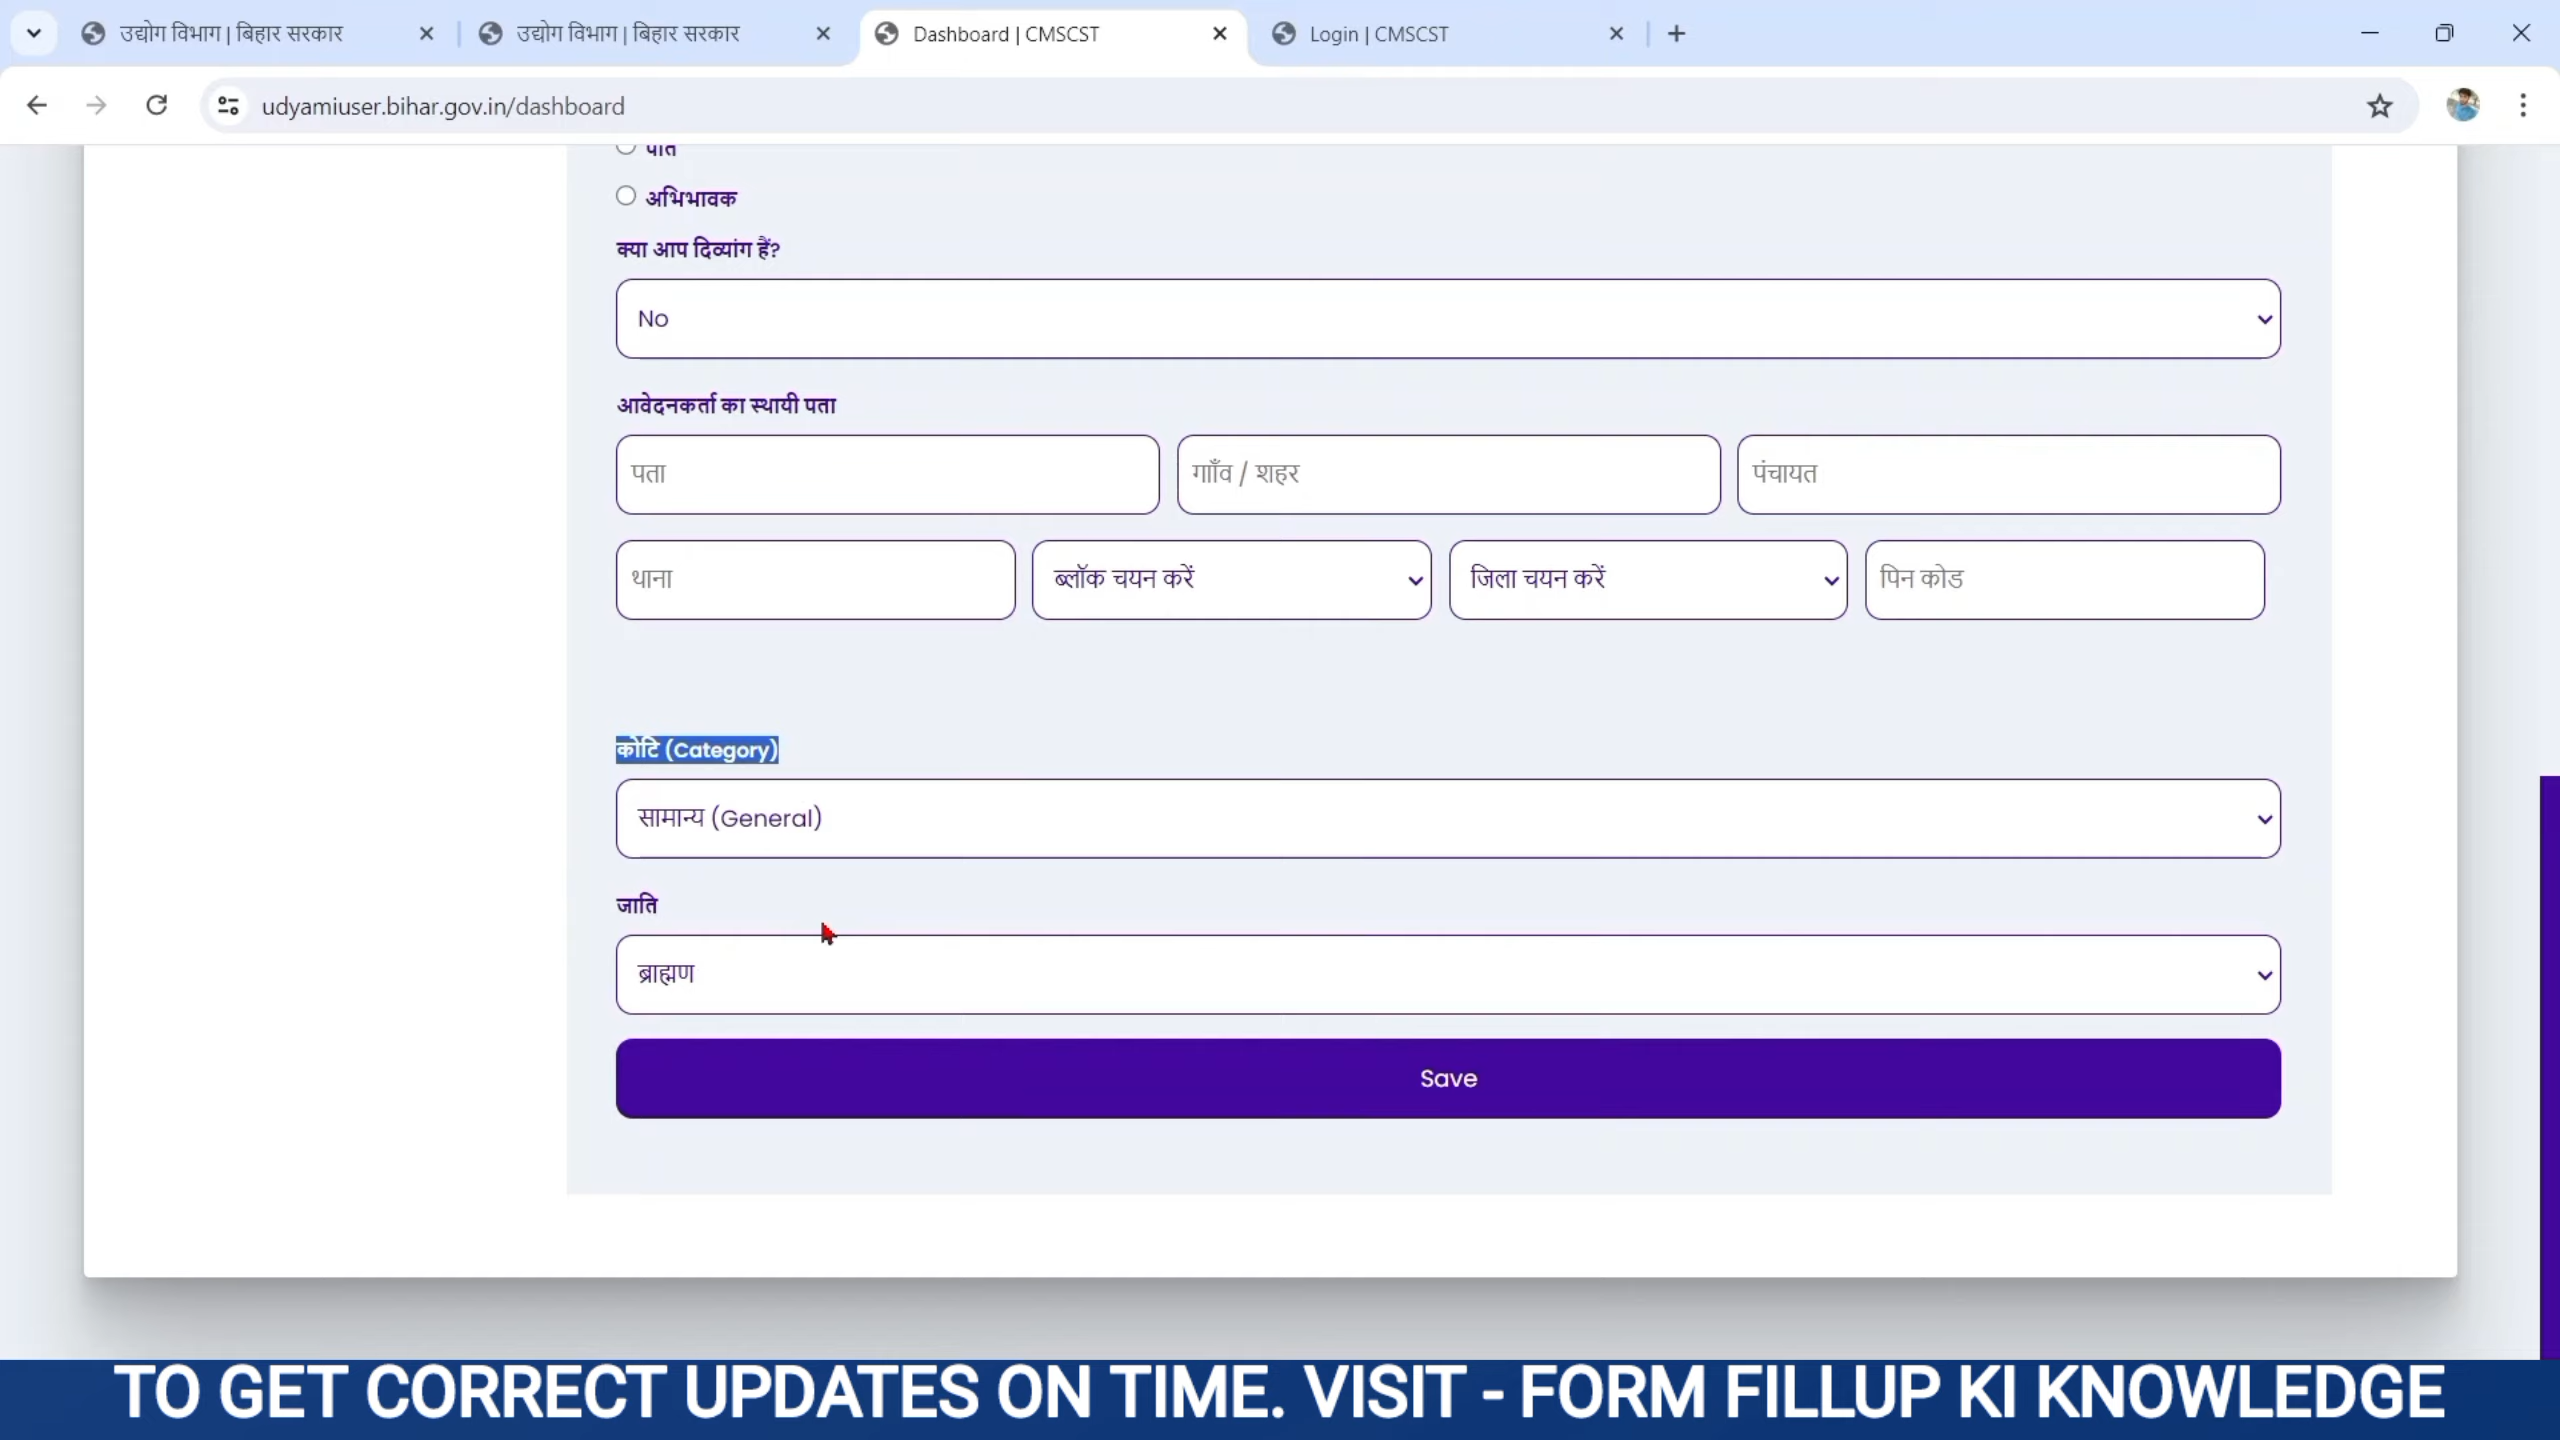 उद्योग विभाग | बिहार सरकार
उद्योग विभाग | बिहार सरकार
Dashboard | CMSCST
Login | CMSCST
udyamiuser.bihar.gov.in/dashboard
अभिभावक
क्या आप दिव्यांग हैं?
No
आवेदनकर्ता का स्थायी पता
पता
गााँव / शहर
पंचायत
थाना
ब्लॉक चयन करें
जिला चयन करें
पिन कोड
कोटि (Category)
सामान्य (General)
जाति
ब्राह्मण
Save
TO GET CORRECT UPDATES ON TIME. VISIT - FORM FILLUP KI KNOWLEDGE